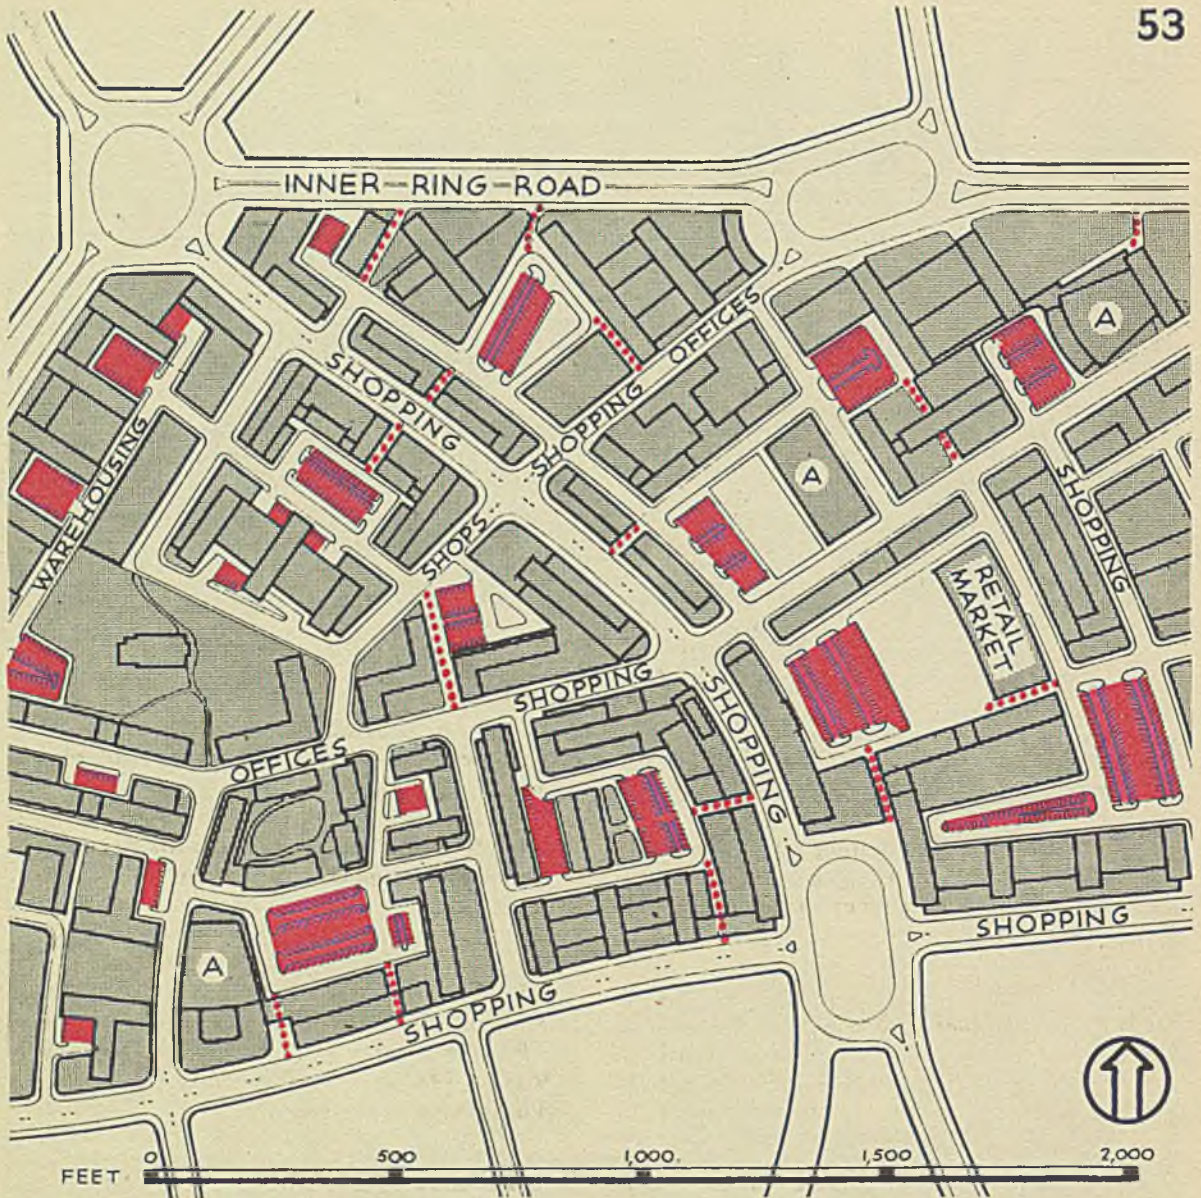 53
INNER-RING-ROAD
SHOPPING
OFFICES
SHOPPING
A
A
SHOPPING
WAREHOUSING
SHOPS
RETAIL
MARKET
SHOPPING
OFFICES
SHOPPING
A
SHOPPING
SHOPPING
FEET 0 500 1,000. 1,500 2,000